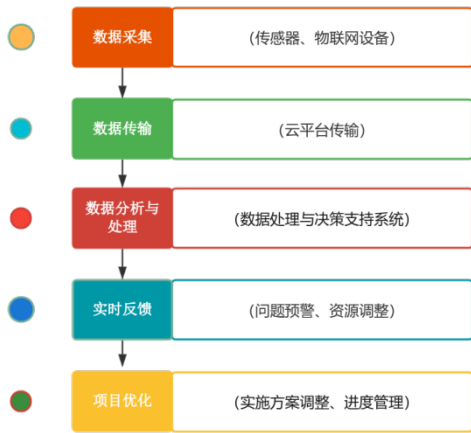 数据采集 (传感器、物联网设备)
数据传输 (云平台传输)
数据分析与
处理 (数据处理与决策支持系统)
实时反馈 (问题预警、资源调整)
项目优化 (实施方案调整、进度管理)